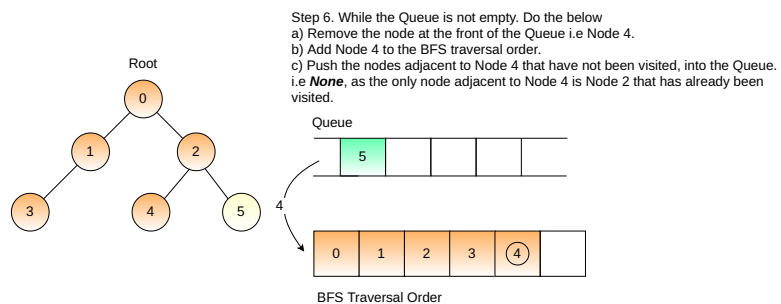 Step 6. While the Queue is not empty. Do the below
a) Remove the node at the front of the Queue i.e Node 4.
b) Add Node 4 to the BFS traversal order.
c) Push the nodes adjacent to Node 4 that have not been visited, into the Queue.
i.e None, as the only node adjacent to Node 4 is Node 2 that has already been
visited.
Root
0
1
2
3
4
5
Queue
5
4
0 1 2 3 4
BFS Traversal Order